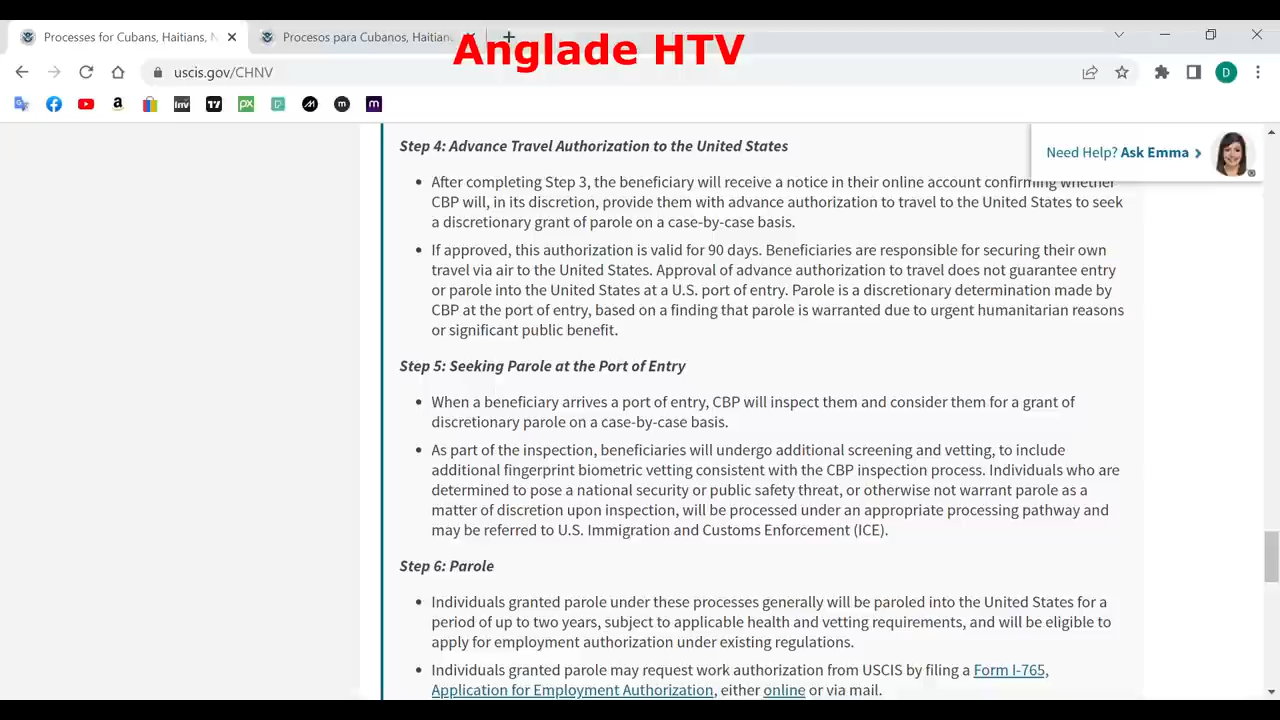 Processes for Cubans, Haitians, N
Procesos para Cubanos, Haitian
Anglade HTV
uscis.gov/CHNV
D
Step 4: Advance Travel Authorization to the United States
Need Help? Ask Emma
After completing Step 3, the beneficiary will receive a notice in their online account confirming whether
CBP will, in its discretion, provide them with advance authorization to travel to the United States to seek
a discretionary grant of parole on a case-by-case basis.
If approved, this authorization is valid for 90 days. Beneficiaries are responsible for securing their own
travel via air to the United States. Approval of advance authorization to travel does not guarantee entry
or parole into the United States at a U.S. port of entry. Parole is a discretionary determination made by
CBP at the port of entry, based on a finding that parole is warranted due to urgent humanitarian reasons
or significant public benefit.
Step 5: Seeking Parole at the Port of Entry
When a beneficiary arrives a port of entry, CBP will inspect them and consider them for a grant of
discretionary parole on a case-by-case basis.
As part of the inspection, beneficiaries will undergo additional screening and vetting, to include
additional fingerprint biometric vetting consistent with the CBP inspection process. Individuals who are
determined to pose a national security or public safety threat, or otherwise not warrant parole as a
matter of discretion upon inspection, will be processed under an appropriate processing pathway and
may be referred to U.S. Immigration and Customs Enforcement (ICE).
Step 6: Parole
Individuals granted parole under these processes generally will be paroled into the United States for a
period of up to two years, subject to applicable health and vetting requirements, and will be eligible to
apply for employment authorization under existing regulations.
Individuals granted parole may request work authorization from USCIS by filing a Form I-765,
Application for Employment Authorization, either online or via mail.